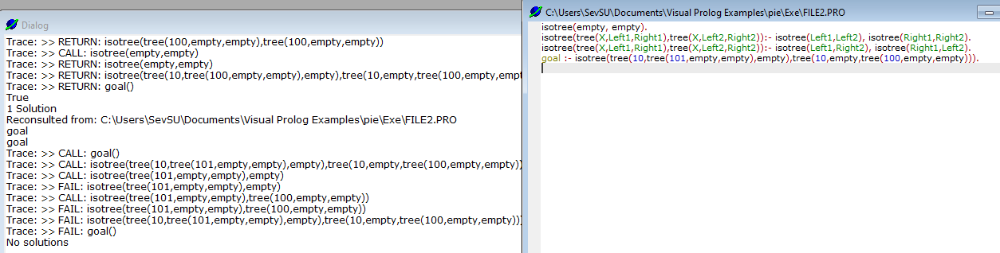 Dialog
Trace: >> RETURN: isotree(tree(100,empty,empty),tree(100,empty,empty))
Trace: >> CALL: isotree(empty,empty)
Trace: >> RETURN: isotree(empty,empty)
Trace: >> RETURN: isotree(tree(10,tree(100,empty,empty),empty),tree(10,empty,tree(100,empty,empt
Trace: >> RETURN: goal()
True
1 Solution
Reconsulted from: C:\Users\SevSU\Documents\Visual Prolog Examples\pie\Exe\FILE2.PRO
goal
goal
Trace: >> CALL: goal()
Trace: >> CALL: isotree(tree(10,tree(101,empty,empty),empty),tree(10,empty,tree(100,empty,empty))
Trace: >> CALL: isotree(tree(101,empty,empty),empty)
Trace: >> FAIL: isotree(tree(101,empty,empty),empty)
Trace: >> CALL: isotree(tree(101,empty,empty),tree(100,empty,empty))
Trace: >> FAIL: isotree(tree(101,empty,empty),tree(100,empty,empty))
Trace: >> FAIL: isotree(tree(10,tree(101,empty,empty),empty),tree(10,empty,tree(100,empty,empty)))
Trace: >> FAIL: goal()
No solutions
C:\Users\SevSU\Documents\Visual Prolog Examples\pie\Exe\FILE2.PRO
isotree(empty, empty).
isotree(tree(X,Left1,Right1),tree(X,Left2,Right2)):- isotree(Left1,Left2), isotree(Right1,Right2).
isotree(tree(X,Left1,Right1),tree(X,Left2,Right2)):- isotree(Left1,Right2), isotree(Right1,Left2).
goal :- isotree(tree(10,tree(101,empty,empty),empty),tree(10,empty,tree(100,empty,empty))).